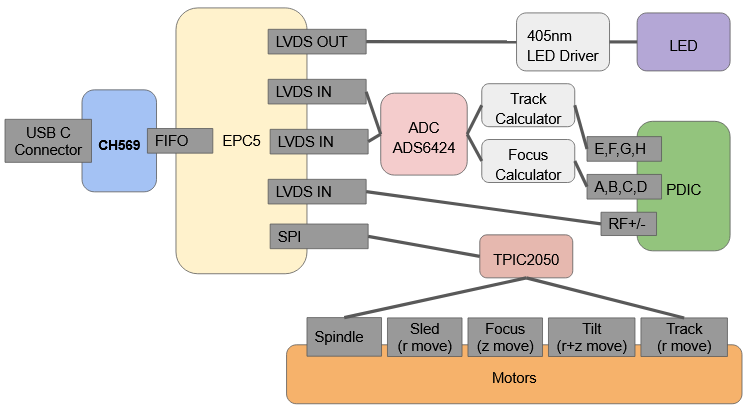 LVDS OUT
405nm
LED Driver
LED
LVDS IN
ADC
ADS6424
Track
Calculator
USB C
Connector
CH569
FIFO
EPC5
LVDS IN
Focus
Calculator
E,F,G,H
A,B,C,D
PDIC
LVDS IN
RF+/-
SPI
TPIC2050
Spindle
Sled
(r move)
Focus
(z move)
Tilt
(r+z move)
Track
(r move)
Motors